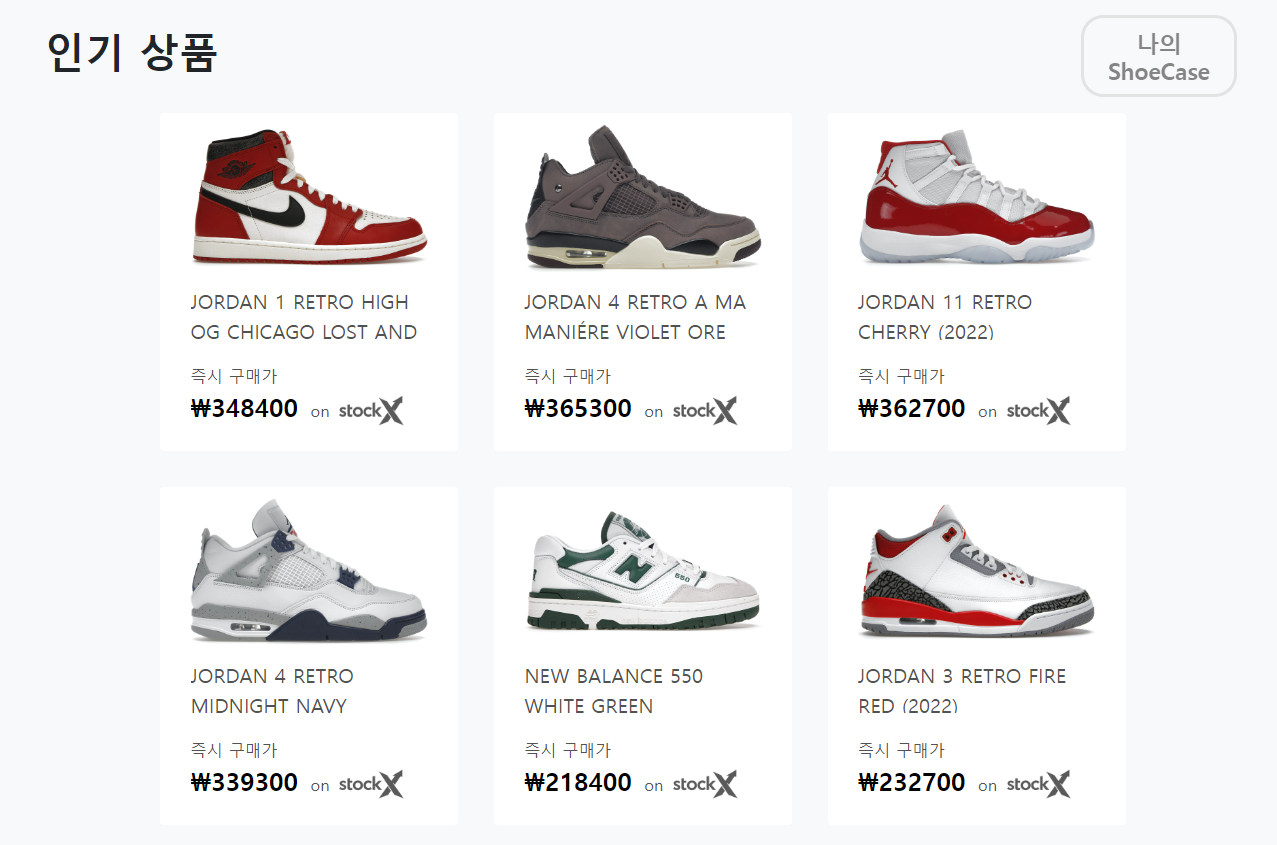 인기 상품
나의
ShoeCase
JORDAN 1 RETRO HIGH
OG CHICAGO LOST AND
즉시 구매가
₩348400 on stockX
JORDAN 4 RETRO A MA
MANIÉRE VIOLET ORE
즉시 구매가
₩365300 on stockX
JORDAN 11 RETRO
CHERRY (2022)
즉시 구매가
₩362700 on stockX
JORDAN 4 RETRO
MIDNIGHT NAVY
즉시 구매가
₩339300 on stockX
550
NEW BALANCE 550
WHITE GREEN
즉시 구매가
₩218400 on stockX
JORDAN 3 RETRO FIRE
RED (2022)
즉시 구매가
₩232700 on stockX